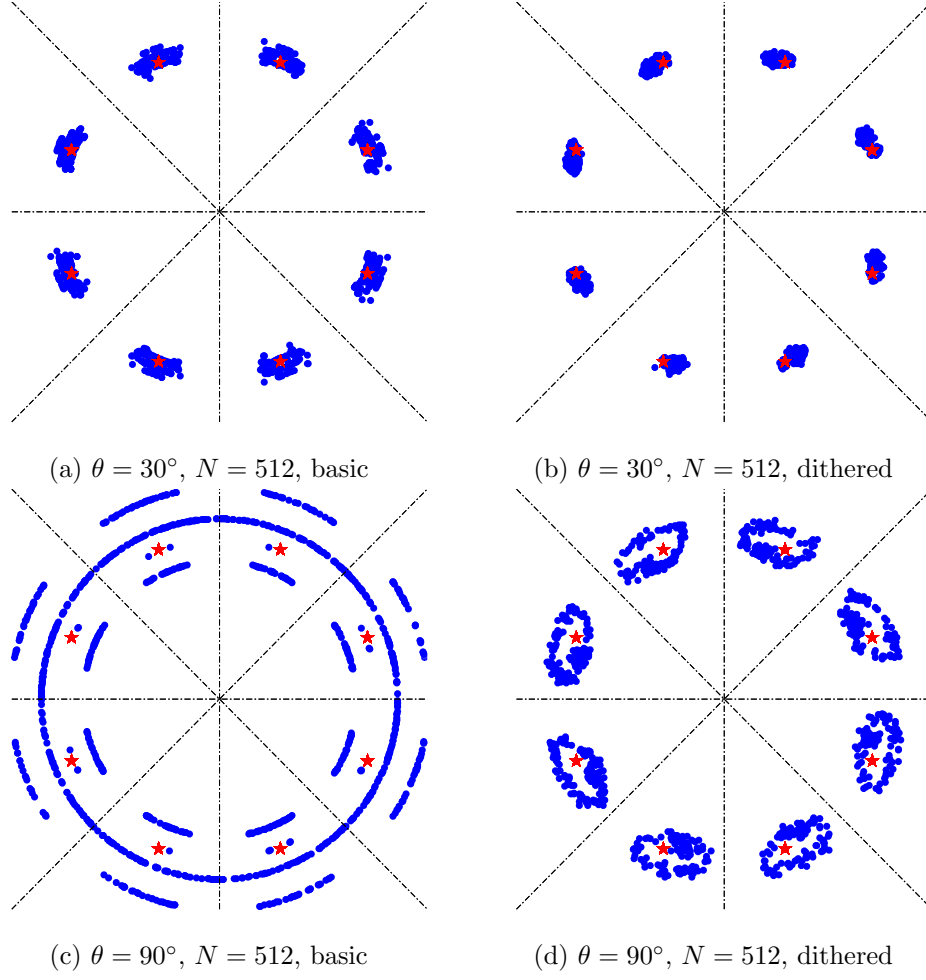 (a) θ = 30°, N = 512, basic
(b) θ = 30°, N = 512, dithered
(c) θ = 90°, N = 512, basic
(d) θ = 90°, N = 512, dithered